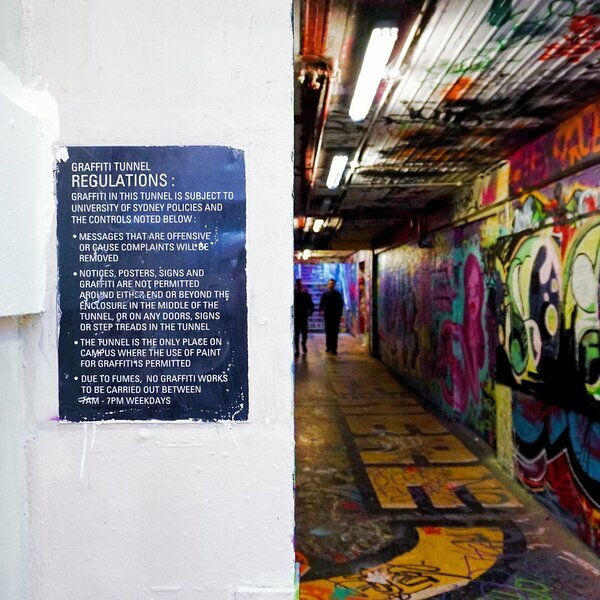 GRAFFITI TUNNEL
REGULATIONS :
GRAFFITI IN THIS TUNNEL IS SUBJECT TO
UNIVERSITY OF SYDNEY POLICIES AND
THE CONTROLS NOTED BELOW :
• MESSAGES THAT ARE OFFENSIVE
OR CAUSE COMPLAINTS WILL BE
REMOVED
• NOTICES, POSTERS, SIGNS AND
GRAFFITI ARE NOT PERMITTED
AROUND EITHER END OR BEYOND THE
ENCLOSURE IN THE MIDDLE OF THE
TUNNEL, OR ON ANY DOORS, SIGNS
OR STEP TREADS IN THE TUNNEL
• THE TUNNEL IS THE ONLY PLACE ON
CAMPUS WHERE THE USE OF PAINT
FOR GRAFFITI IS PERMITTED
• DUE TO FUMES, NO GRAFFITI WORKS
TO BE CARRIED OUT BETWEEN
7AM - 7PM WEEKDAYS